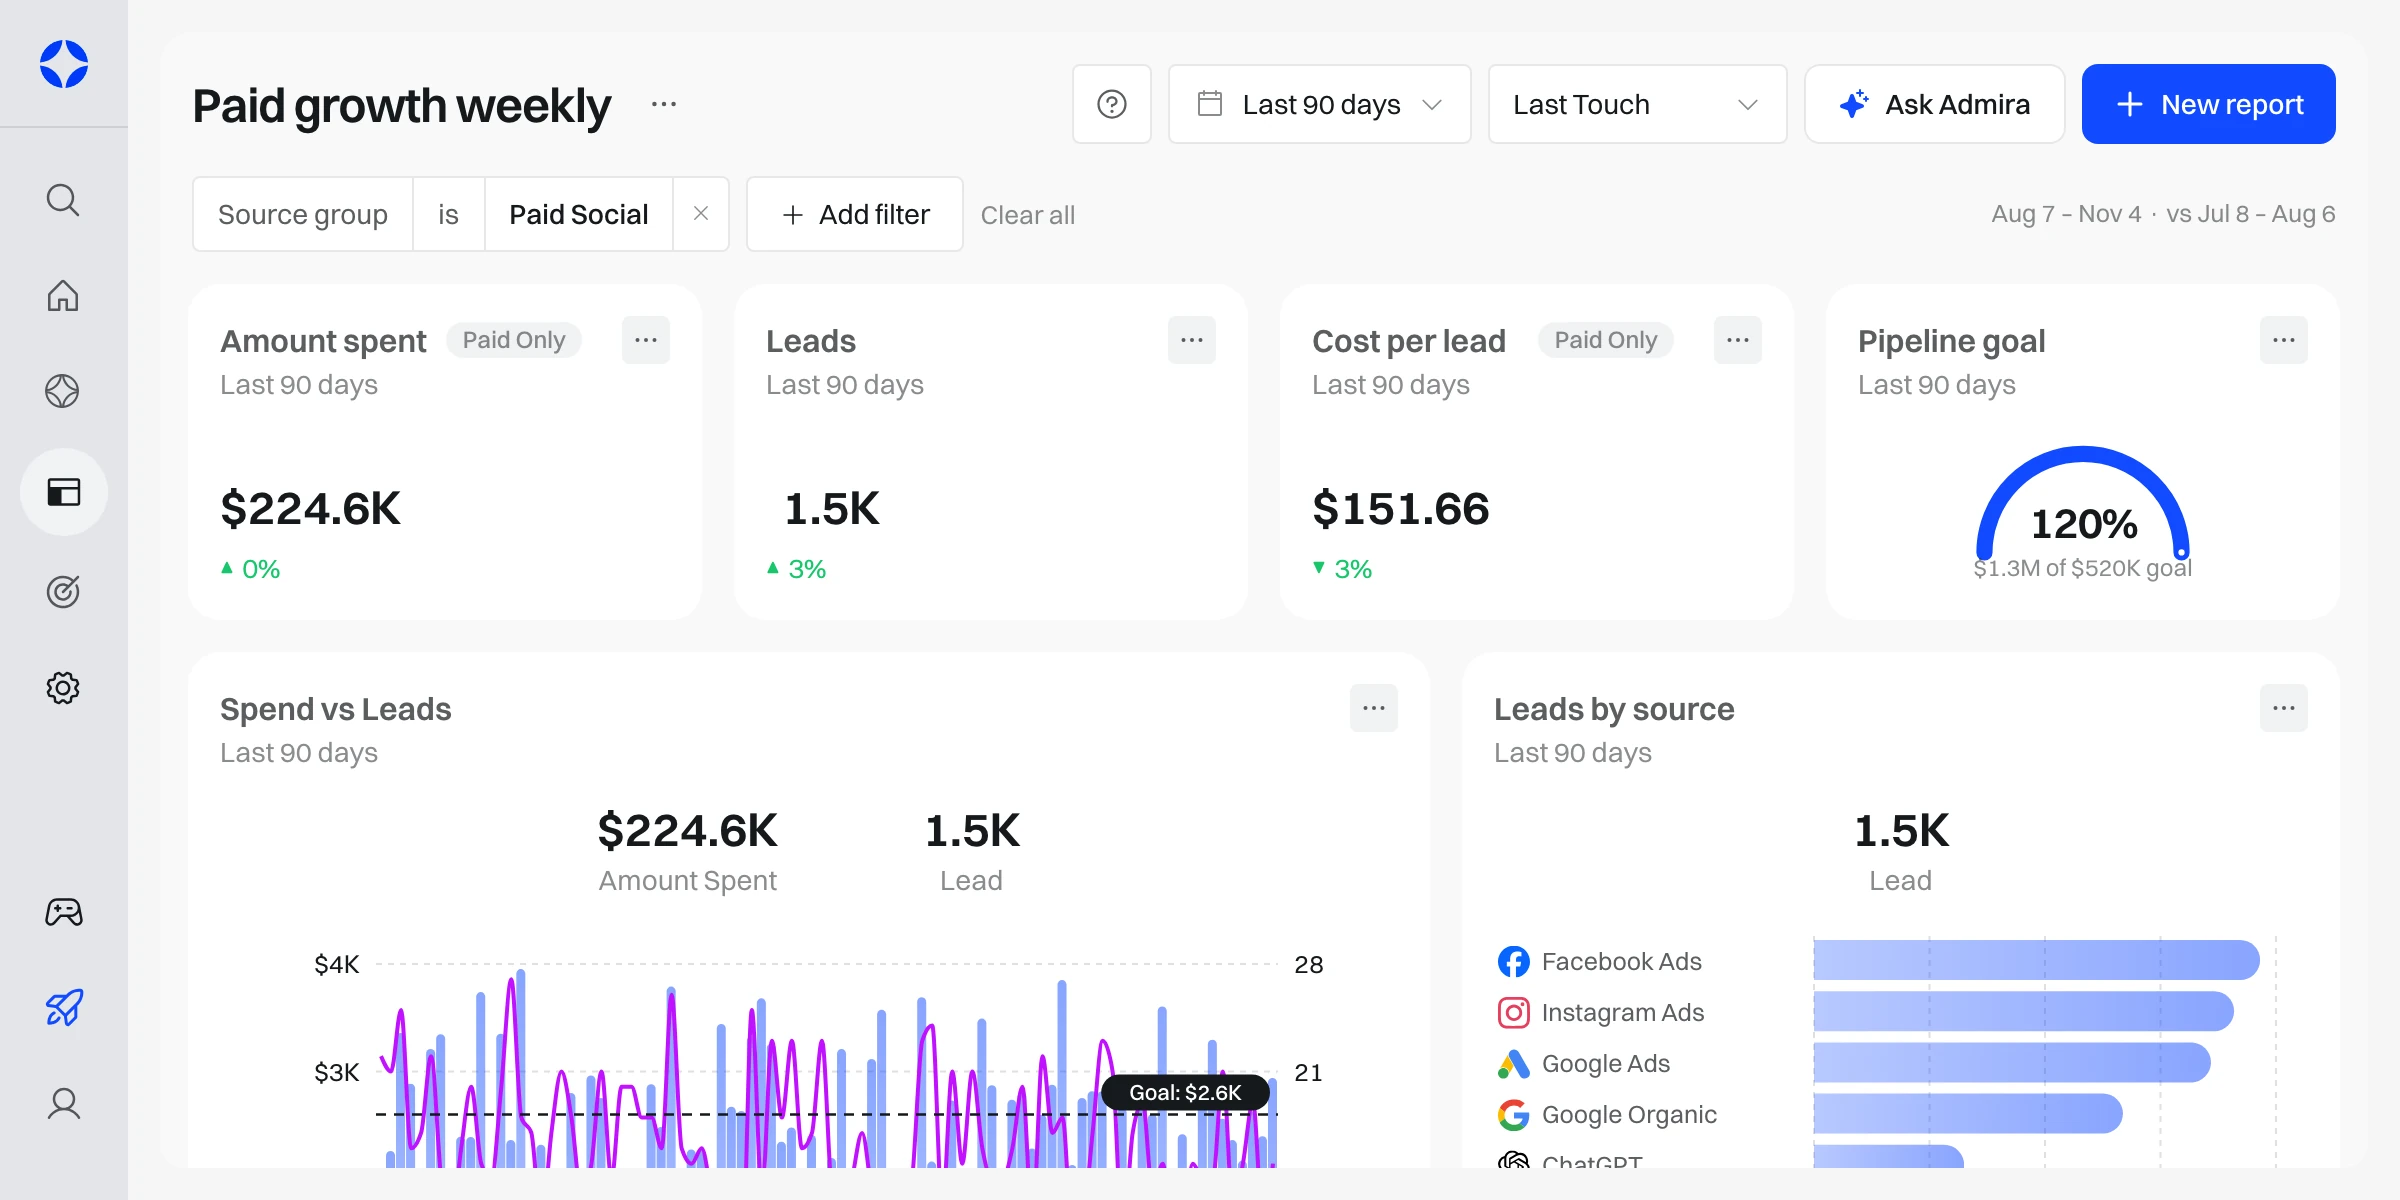 Paid growth weekly
Last 90 days
Last Touch
Ask Admira
New report
Source group is Paid Social
Add filter
Clear all
Aug 7 – Nov 4 · vs Jul 8 – Aug 6
Amount spent
Paid Only
Last 90 days
$224.6K
0%
Leads
Last 90 days
1.5K
3%
Cost per lead
Paid Only
Last 90 days
$151.66
3%
Pipeline goal
Last 90 days
120%
$1.3M of $520K goal
Spend vs Leads
Last 90 days
$224.6K
Amount Spent
1.5K
Lead
$4K
28
$3K
21
Goal: $2.6K
Leads by source
Last 90 days
1.5K
Lead
Facebook Ads
Instagram Ads
Google Ads
Google Organic
ChatGPT